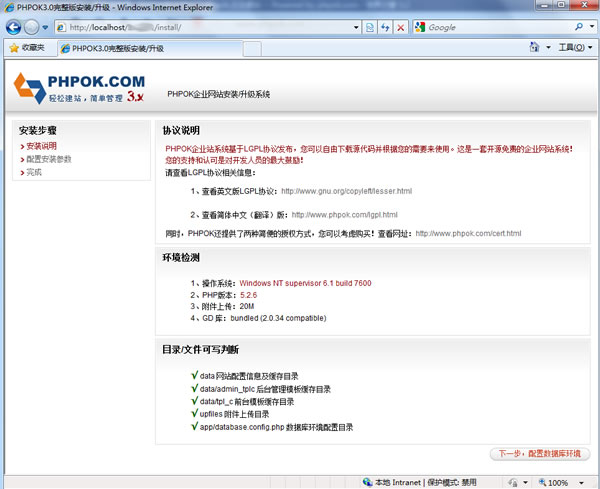 PHPOK3.0完整版安装/升级 - Windows Internet Explorer
http://localhost/ /install/
Google
收藏夹
PHPOK3.0完整版安装/升级
工具(O)
PHPOK.COM
轻松建站，简单管理 3.x
PHPOK企业网站安装/升级系统
安装步骤
安装说明
配置安装参数
完成
协议说明
PHPOK企业站系统基于LGPL协议发布，您可以自由下载源代码并根据您的需要来使用。这是一套开源免费的企业网站系统！
您的支持和认可是对开发人员的最大鼓励！
请查看LGPL协议相关信息：
1、查看英文版LGPL协议：http://www.gnu.org/copyleft/lesser.html
2、查看简体中文（翻译）版：http://www.phpok.com/lgpl.html
同时，PHPOK还提供了两种简便的授权方式，您可以考虑购买！查看网址：http://www.phpok.com/cert.html
环境检测
1、操作系统：Windows NT supervisor 6.1 build 7600
2、PHP版本：5.2.6
3、附件上传：20M
4、GD 库：bundled (2.0.34 compatible)
目录/文件可写判断
√ data 网站配置信息及缓存目录
√ data/admin_tplc 后台管理模板缓存目录
√ data/tpl_c 前台模板缓存目录
√ upfiles 附件上传目录
√ app/database.config.php 数据库环境配置目录
下一步，配置数据库环境
本地 Intranet | 保护模式: 禁用
100%